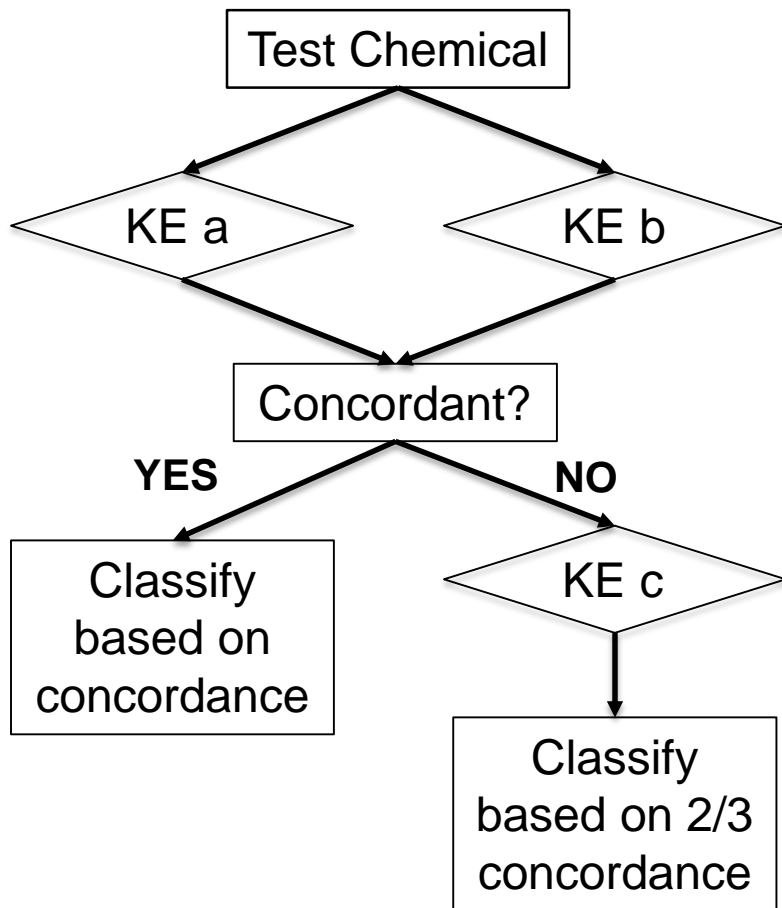 Test Chemical
KE a
KE b
Concordant?
YES
NO
Classify
based on
concordance
KE c
Classify
based on 2/3
concordance